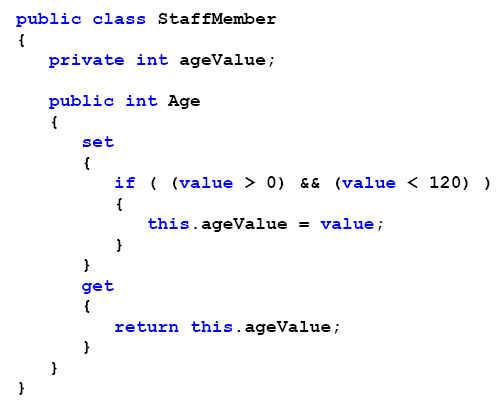 public class StaffMember
{
private int ageValue;
public int Age
{
set
{
if ( (value > 0) && (value < 120) )
{
this.ageValue = value;
}
}
get
{
return this.ageValue;
}
}
}